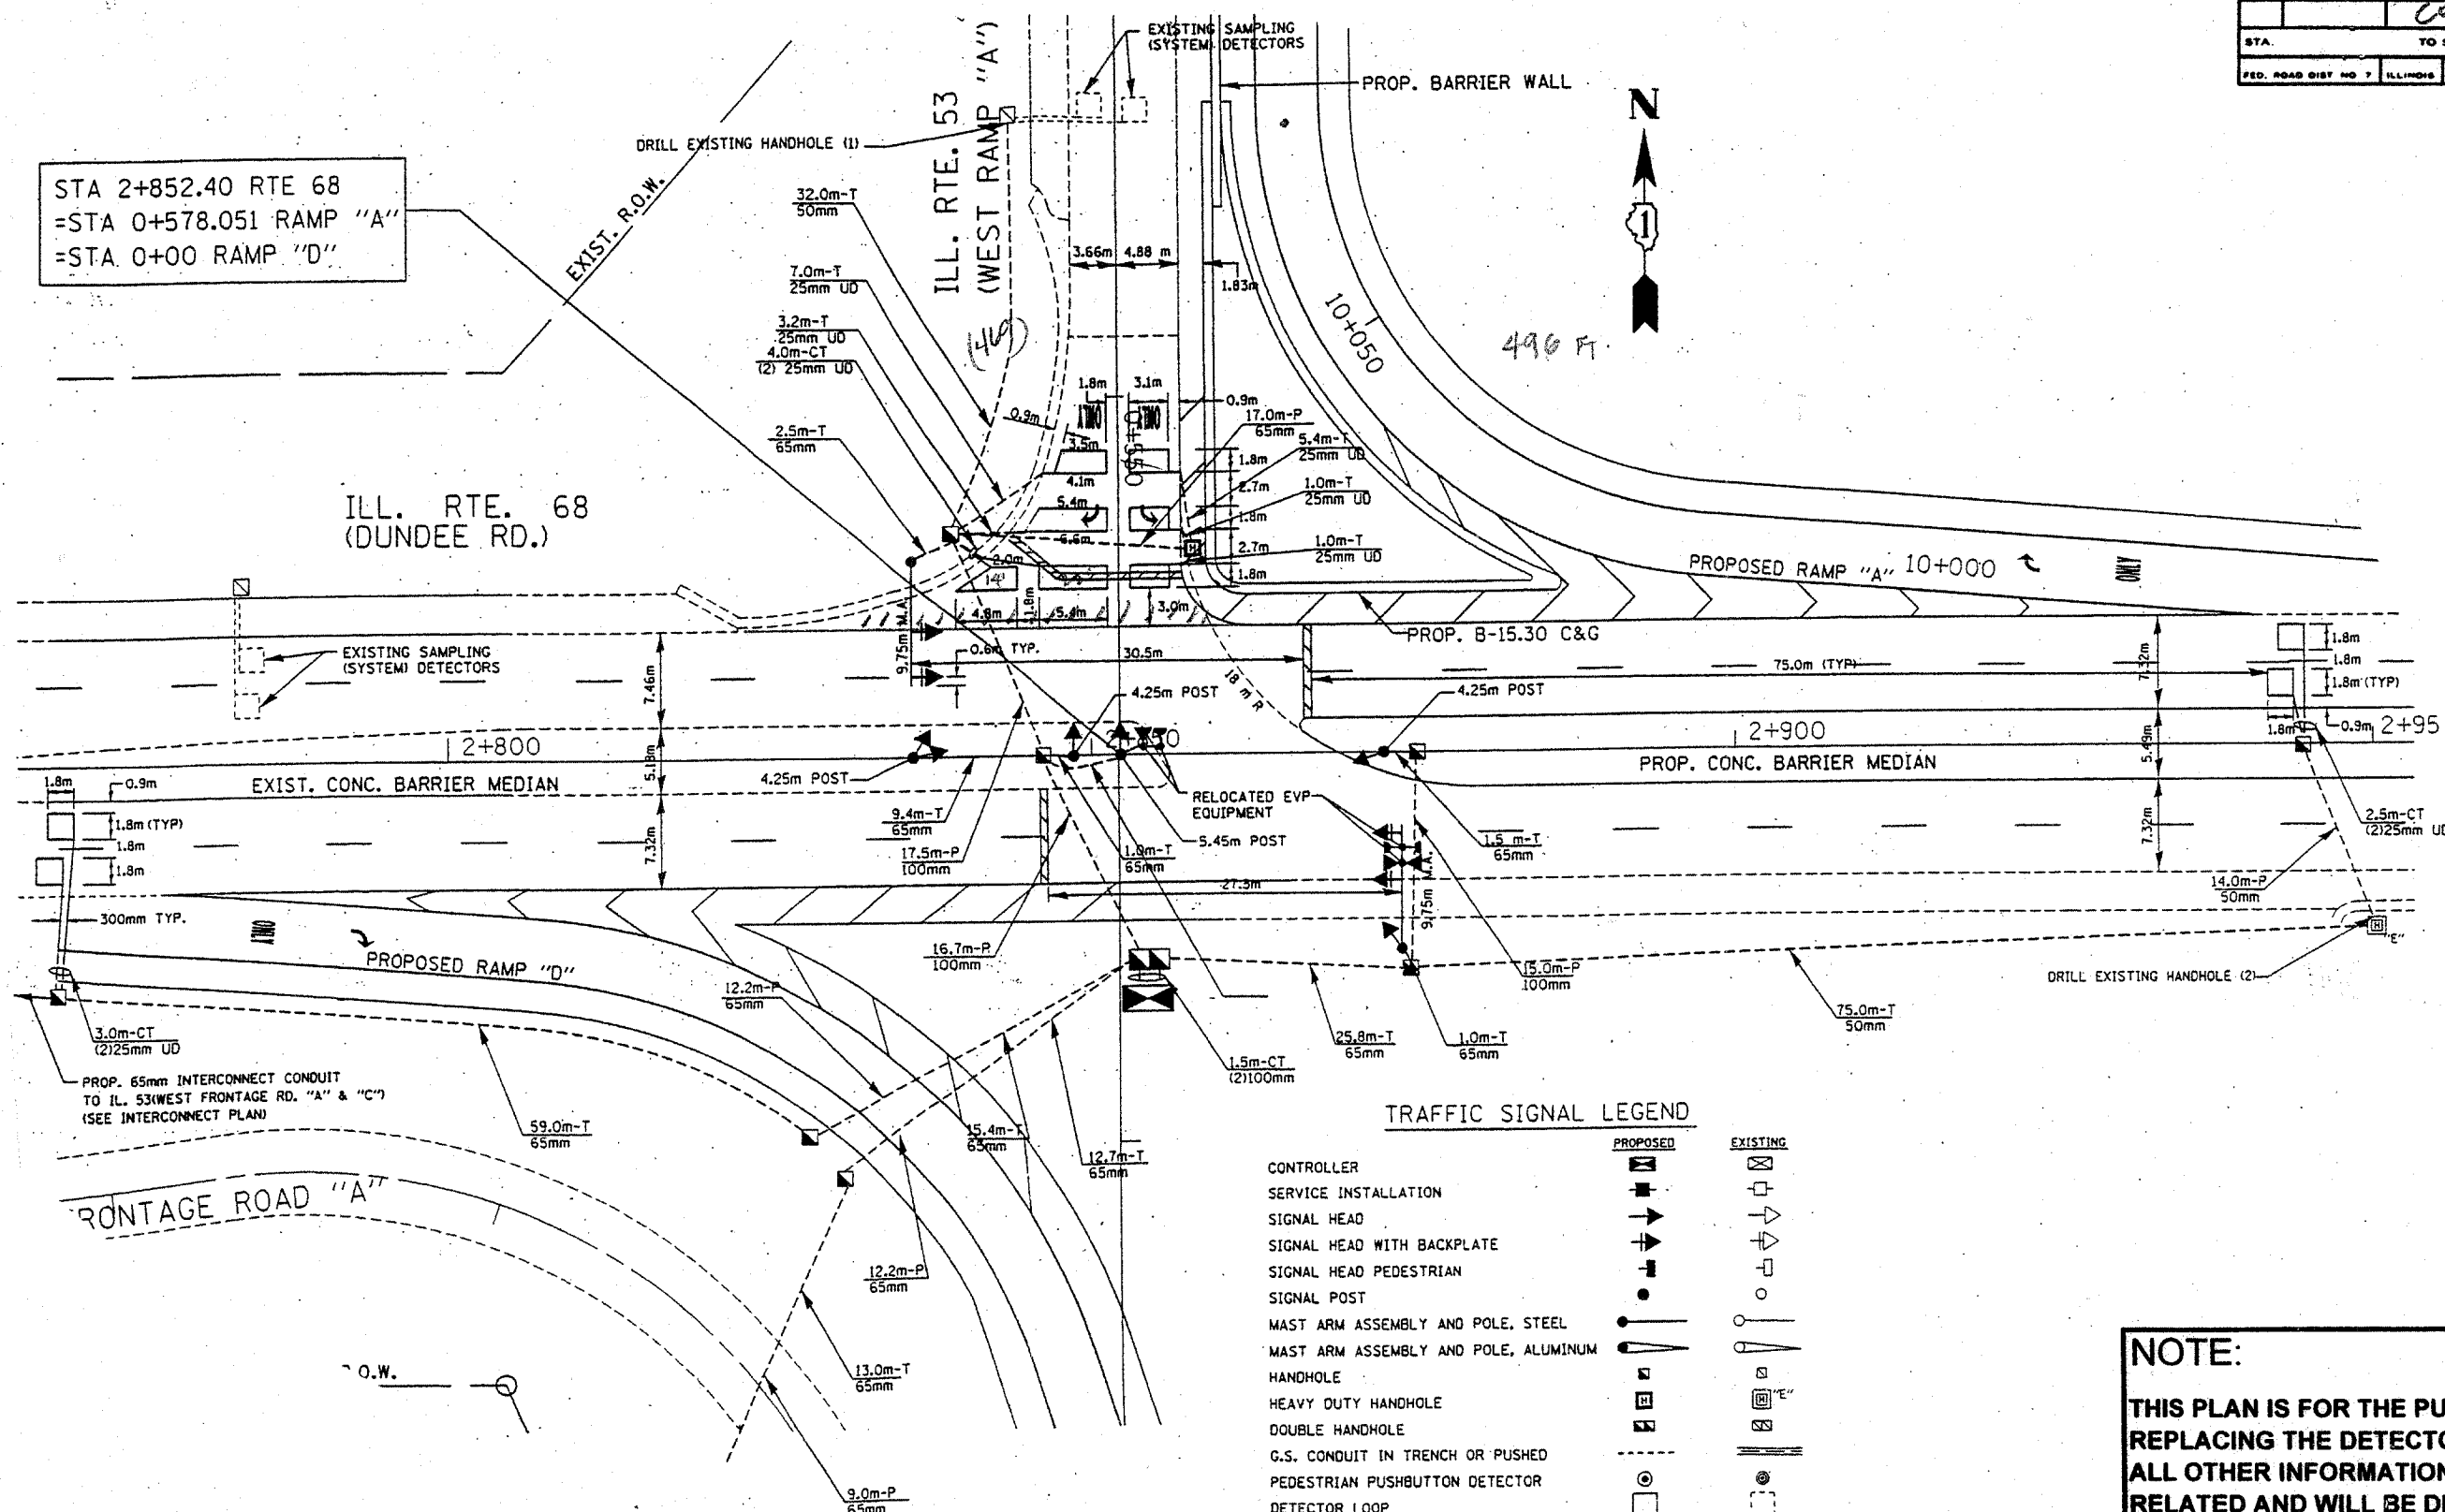 STA.
TO S
FED. ROAD DIST NO 7
ILLINOIS
EXISTING SAMPLING
(SYSTEM) DETECTORS
PROP. BARRIER WALL
N
1
DRILL EXISTING HANDHOLE (1)
ILL. RTE. 53
(WEST RAMP "A")
STA 2+852.40 RTE 68
=STA 0+578.051 RAMP "A"
=STA. 0+00 RAMP "D"
EXIST. R.O.W.
32.0m-T
50mm
7.0m-T
25mm UD
3.2m-T
25mm UD
4.0m-CT
(2) 25mm UD
2.5m-T
65mm
3.66m
4.88 m
1.83m
10+050
(469)
496 FT.
1.8m
3.1m
0.9m
0.9m
ONLY
ONLY
3.5m
17.0m-P
65mm
5.4m-T
25mm UD
1.8m
4.1m
2.7m
1.0m-T
25mm UD
5.4m
1.8m
6.6m
2.7m
1.0m-T
25mm UD
2.0m
1.8m
4.8m
1.8m
5.4m
3.0m
ILL. RTE. 68
(DUNDEE RD.)
PROPOSED RAMP "A"
10+000
ONLY
PROP. B-15.30 C&G
EXISTING SAMPLING
(SYSTEM) DETECTORS
9.75m M.A.
0.6m TYP.
30.5m
75.0m (TYP)
7.46m
7.32m
1.8m
1.8m
1.8m (TYP)
18 m R
4.25m POST
4.25m POST
2+800
2+900
0.9m
2+95
1.8m
5.18m
5.49m
EXIST. CONC. BARRIER MEDIAN
4.25m POST
PROP. CONC. BARRIER MEDIAN
1.8m
0.9m
1.8m (TYP)
1.8m
1.8m
RELOCATED EVP
EQUIPMENT
5.45m POST
9.4m-T
65mm
17.5m-P
100mm
1.0m-T
65mm
1.5 m-T
65mm
2.5m-CT
(2)25mm UD
7.32m
7.32m
27.5m
9.75m M.A.
14.0m-P
50mm
300mm TYP.
ONLY
PROPOSED RAMP "D"
16.7m-P
100mm
12.2m-P
65mm
15.0m-P
100mm
"E"
DRILL EXISTING HANDHOLE (2)
3.0m-CT
(2)25mm UD
75.0m-T
50mm
25.8m-T
65mm
1.0m-T
65mm
1.5m-CT
(2)100mm
PROP. 65mm INTERCONNECT CONDUIT
TO IL. 53(WEST FRONTAGE RD. "A" & "C")
(SEE INTERCONNECT PLAN)
59.0m-T
65mm
15.4m-T
65mm
12.7m-T
65mm
RONTAGE ROAD "A"
12.2m-P
65mm
13.0m-T
65mm
9.0m-P
65mm
O.W.
TRAFFIC SIGNAL LEGEND
PROPOSED
EXISTING
CONTROLLER
SERVICE INSTALLATION
SIGNAL HEAD
SIGNAL HEAD WITH BACKPLATE
SIGNAL HEAD PEDESTRIAN
SIGNAL POST
MAST ARM ASSEMBLY AND POLE, STEEL
MAST ARM ASSEMBLY AND POLE, ALUMINUM
HANDHOLE
HEAVY DUTY HANDHOLE
H
H "E"
DOUBLE HANDHOLE
G.S. CONDUIT IN TRENCH OR PUSHED
PEDESTRIAN PUSHBUTTON DETECTOR
DETECTOR LOOP
NOTE:
THIS PLAN IS FOR THE PU
REPLACING THE DETECTO
ALL OTHER INFORMATION
RELATED AND WILL BE DE